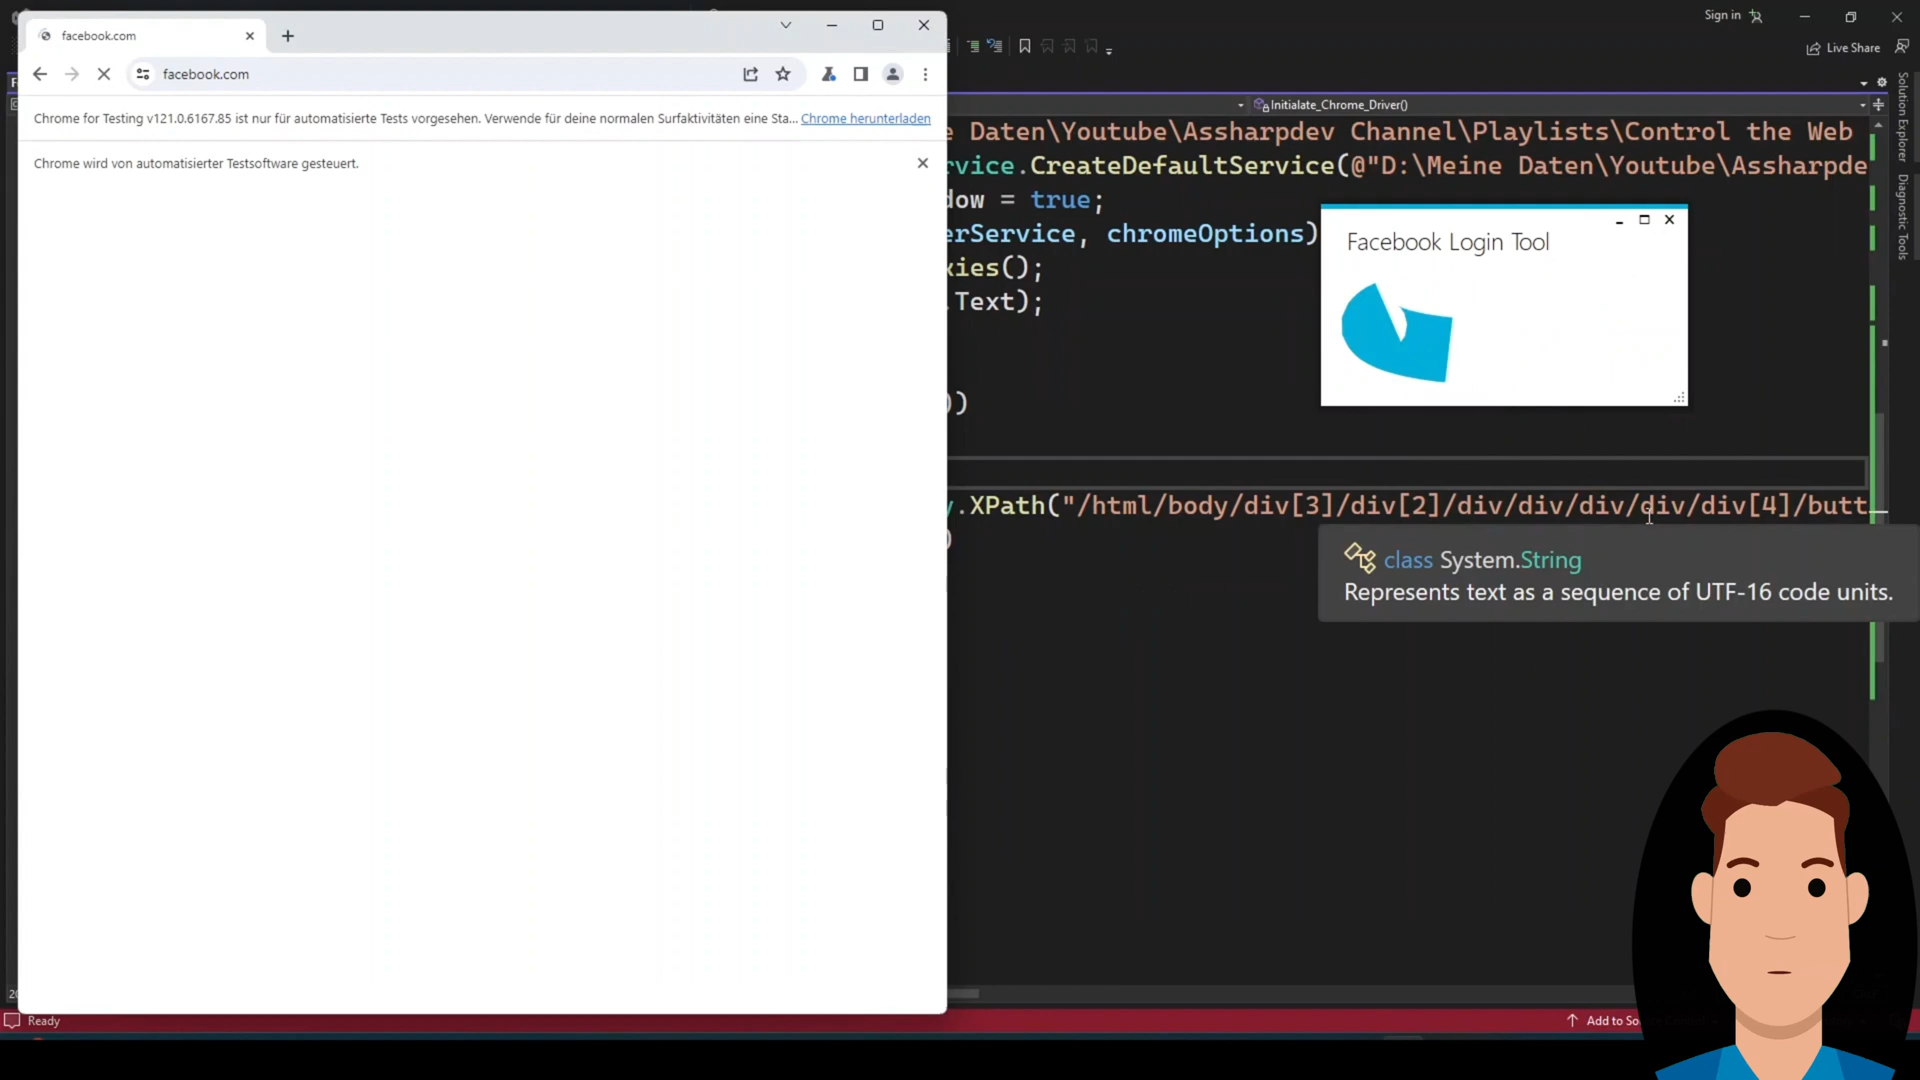 facebook.com
facebook.com
Chrome for Testing v121.0.6167.85 ist nur für automatisierte Tests vorgesehen. Verwende für deine normalen Surfaktivitäten eine Sta... Chrome herunterladen
Chrome wird von automatisierter Testsoftware gesteuert.
Sign in
Live Share
Initialate_Chrome_Driver()
e Daten\Youtube\Assharpdev Channel\Playlists\Control the Web
rvice.CreateDefaultService(@"D:\Meine Daten\Youtube\Assharpde
dow = true;
erService, chromeOptions)
kies();
.Text);
))
y.XPath("/html/body/div[3]/div[2]/div/div/div/div/div[4]/butt
)
Facebook Login Tool
class System.String
Represents text as a sequence of UTF-16 code units.
Solution Explorer
Diagnostic Tools
Ready
Add to So